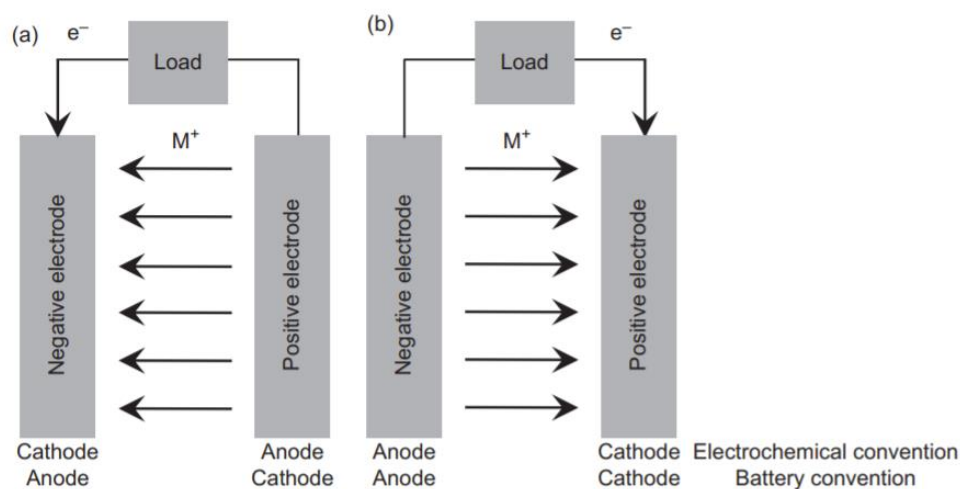 (a)
e⁻
Load
M⁺
Negative electrode
Positive electrode
Cathode
Anode
Anode
Cathode
(b)
Load
e⁻
M⁺
Negative electrode
Positive electrode
Anode
Anode
Cathode
Cathode
Electrochemical convention
Battery convention